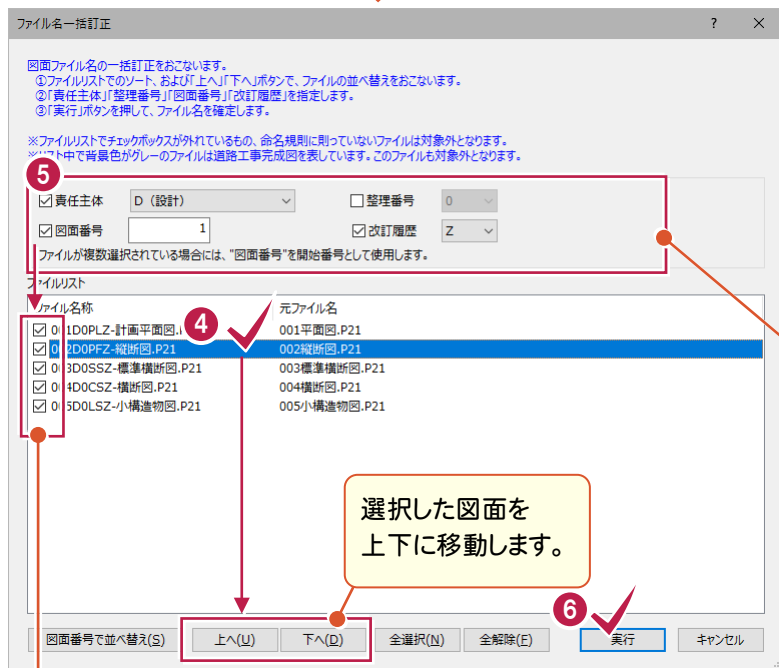 ファイル名一括訂正 ? ×
図面ファイル名の一括訂正をおこないます。
①ファイルリストでのソート、および「上へ」「下へ」ボタンで、ファイルの並べ替えをおこないます。
②「責任主体」「整理番号」「図面番号」「改訂履歴」を指定します。
③「実行」ボタンを押して、ファイル名を確定します。
※ファイルリストでチェックボックスが外れているもの、命名規則に則っていないファイルは対象外となります。
※リスト中で背景色がグレーのファイルは道路工事完成図を表しています。このファイルも対象外となります。
5
責任主体 D (設計) 整理番号 0
図面番号 1 改訂履歴 Z
ファイルが複数選択されている場合には、"図面番号"を開始番号として使用します。
ファイルリスト
ファイル名称 元ファイル名
001D0PLZ-計画平面図. 001平面図.P21
4
002D0PFZ-縦断図.P21 002縦断図.P21
003D0SSZ-標準横断図.P21 003標準横断図.P21
004D0CSZ-横断図.P21 004横断図.P21
005D0LSZ-小構造物図.P21 005小構造物図.P21
選択した図面を
上下に移動します。
6
図面番号で並べ替え(S) 上へ(U) 下へ(D) 全選択(N) 全解除(F) 実行 キャンセル